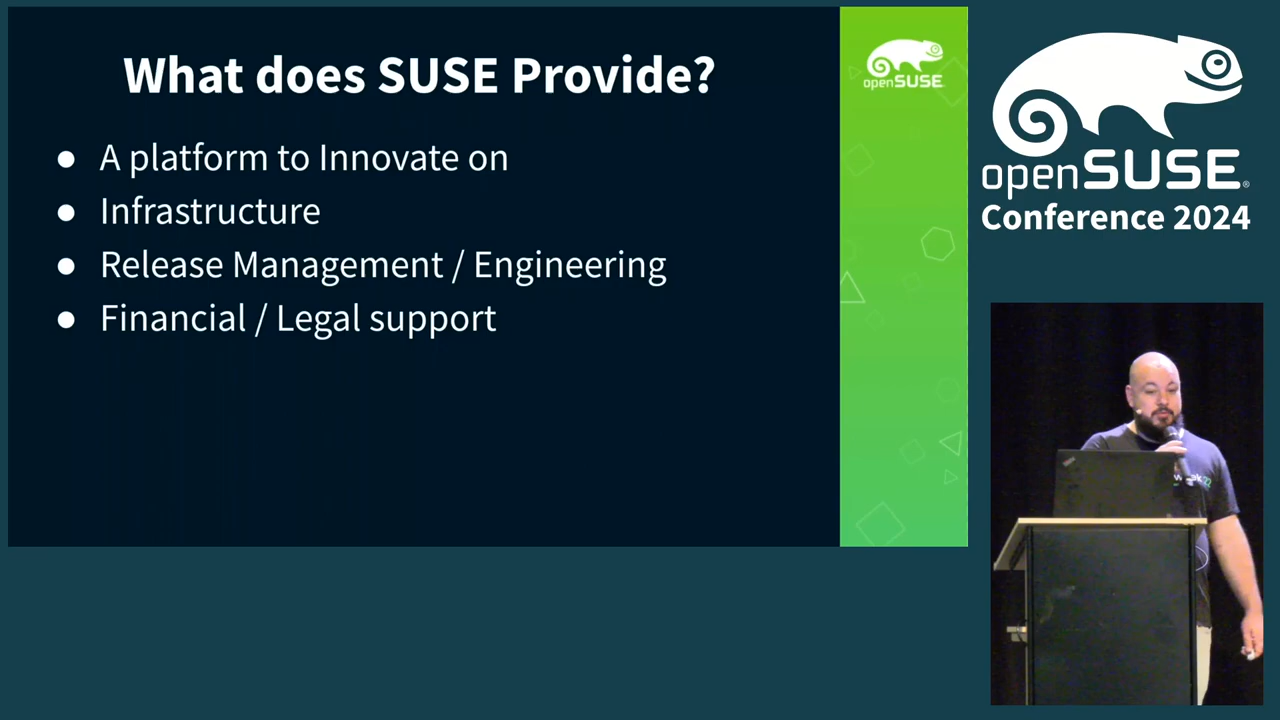 What does SUSE Provide?
● A platform to Innovate on
● Infrastructure
● Release Management / Engineering
● Financial / Legal support
openSUSE
openSUSE®
Conference 2024